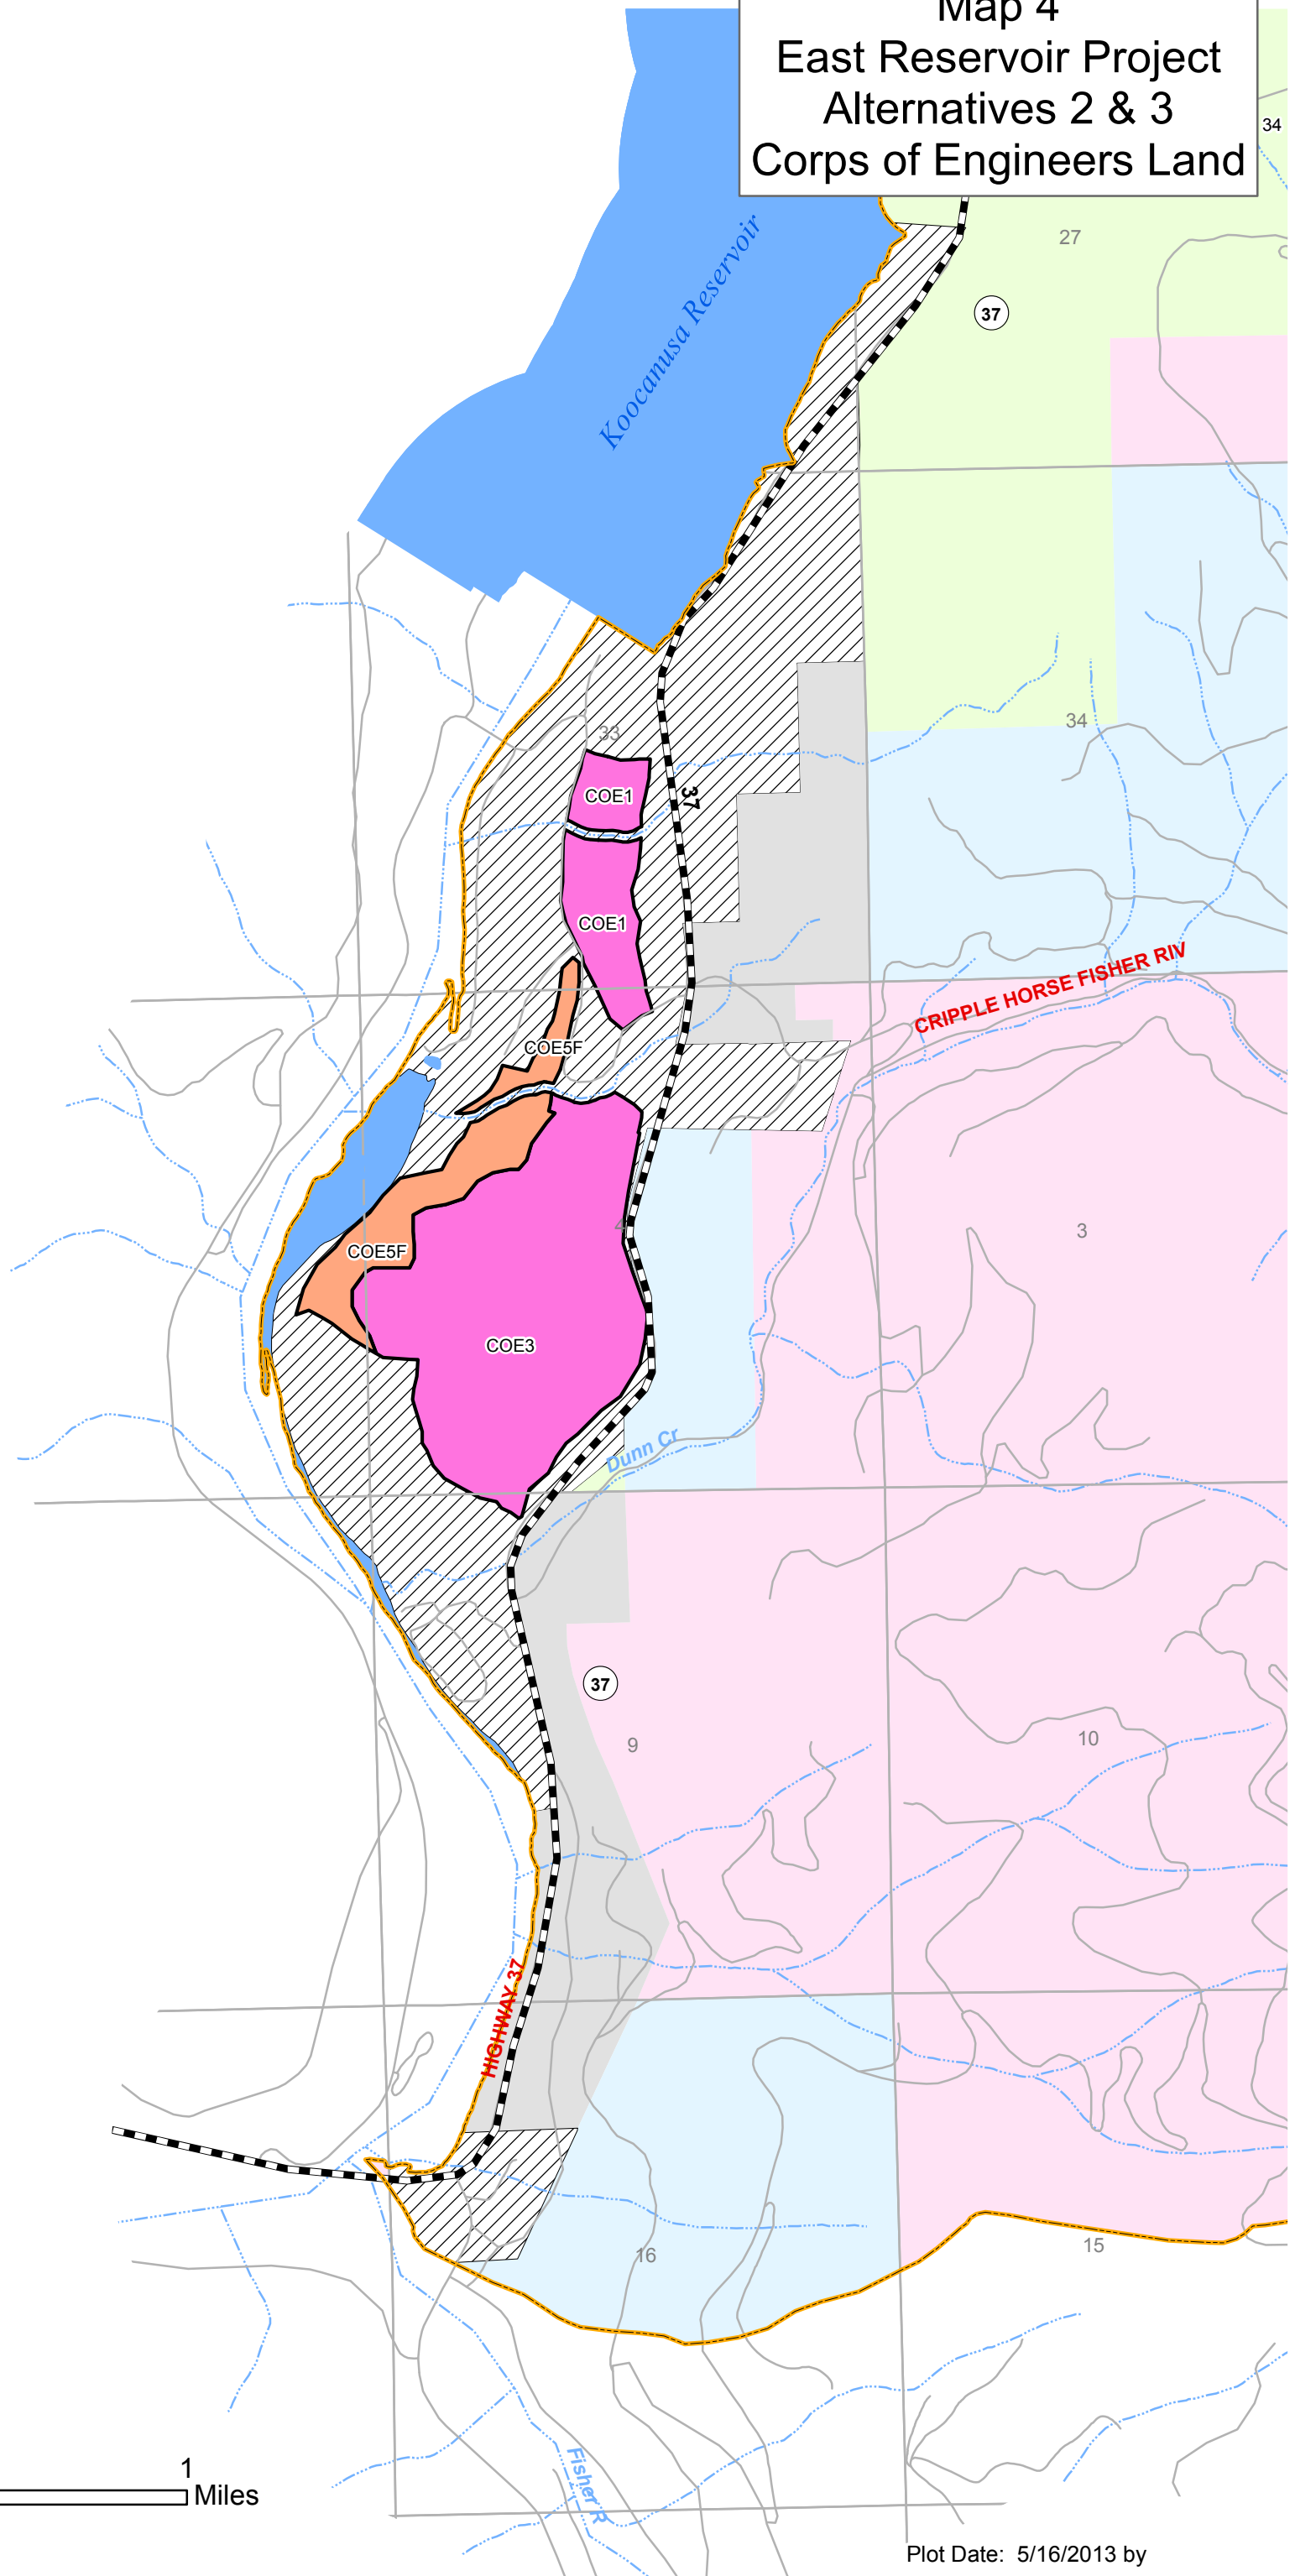 Map 4
East Reservoir Project
Alternatives 2 & 3
Corps of Engineers Land
34
27
37
Koocanusa Reservoir
34
33
COE1
37
COE1
CRIPPLE HORSE FISHER RIV
COE5F
4
3
COE5F
COE3
Dunn Cr
37
9
10
HIGHWAY 37
16
15
1
Miles
Fisher R
Plot Date: 5/16/2013 by